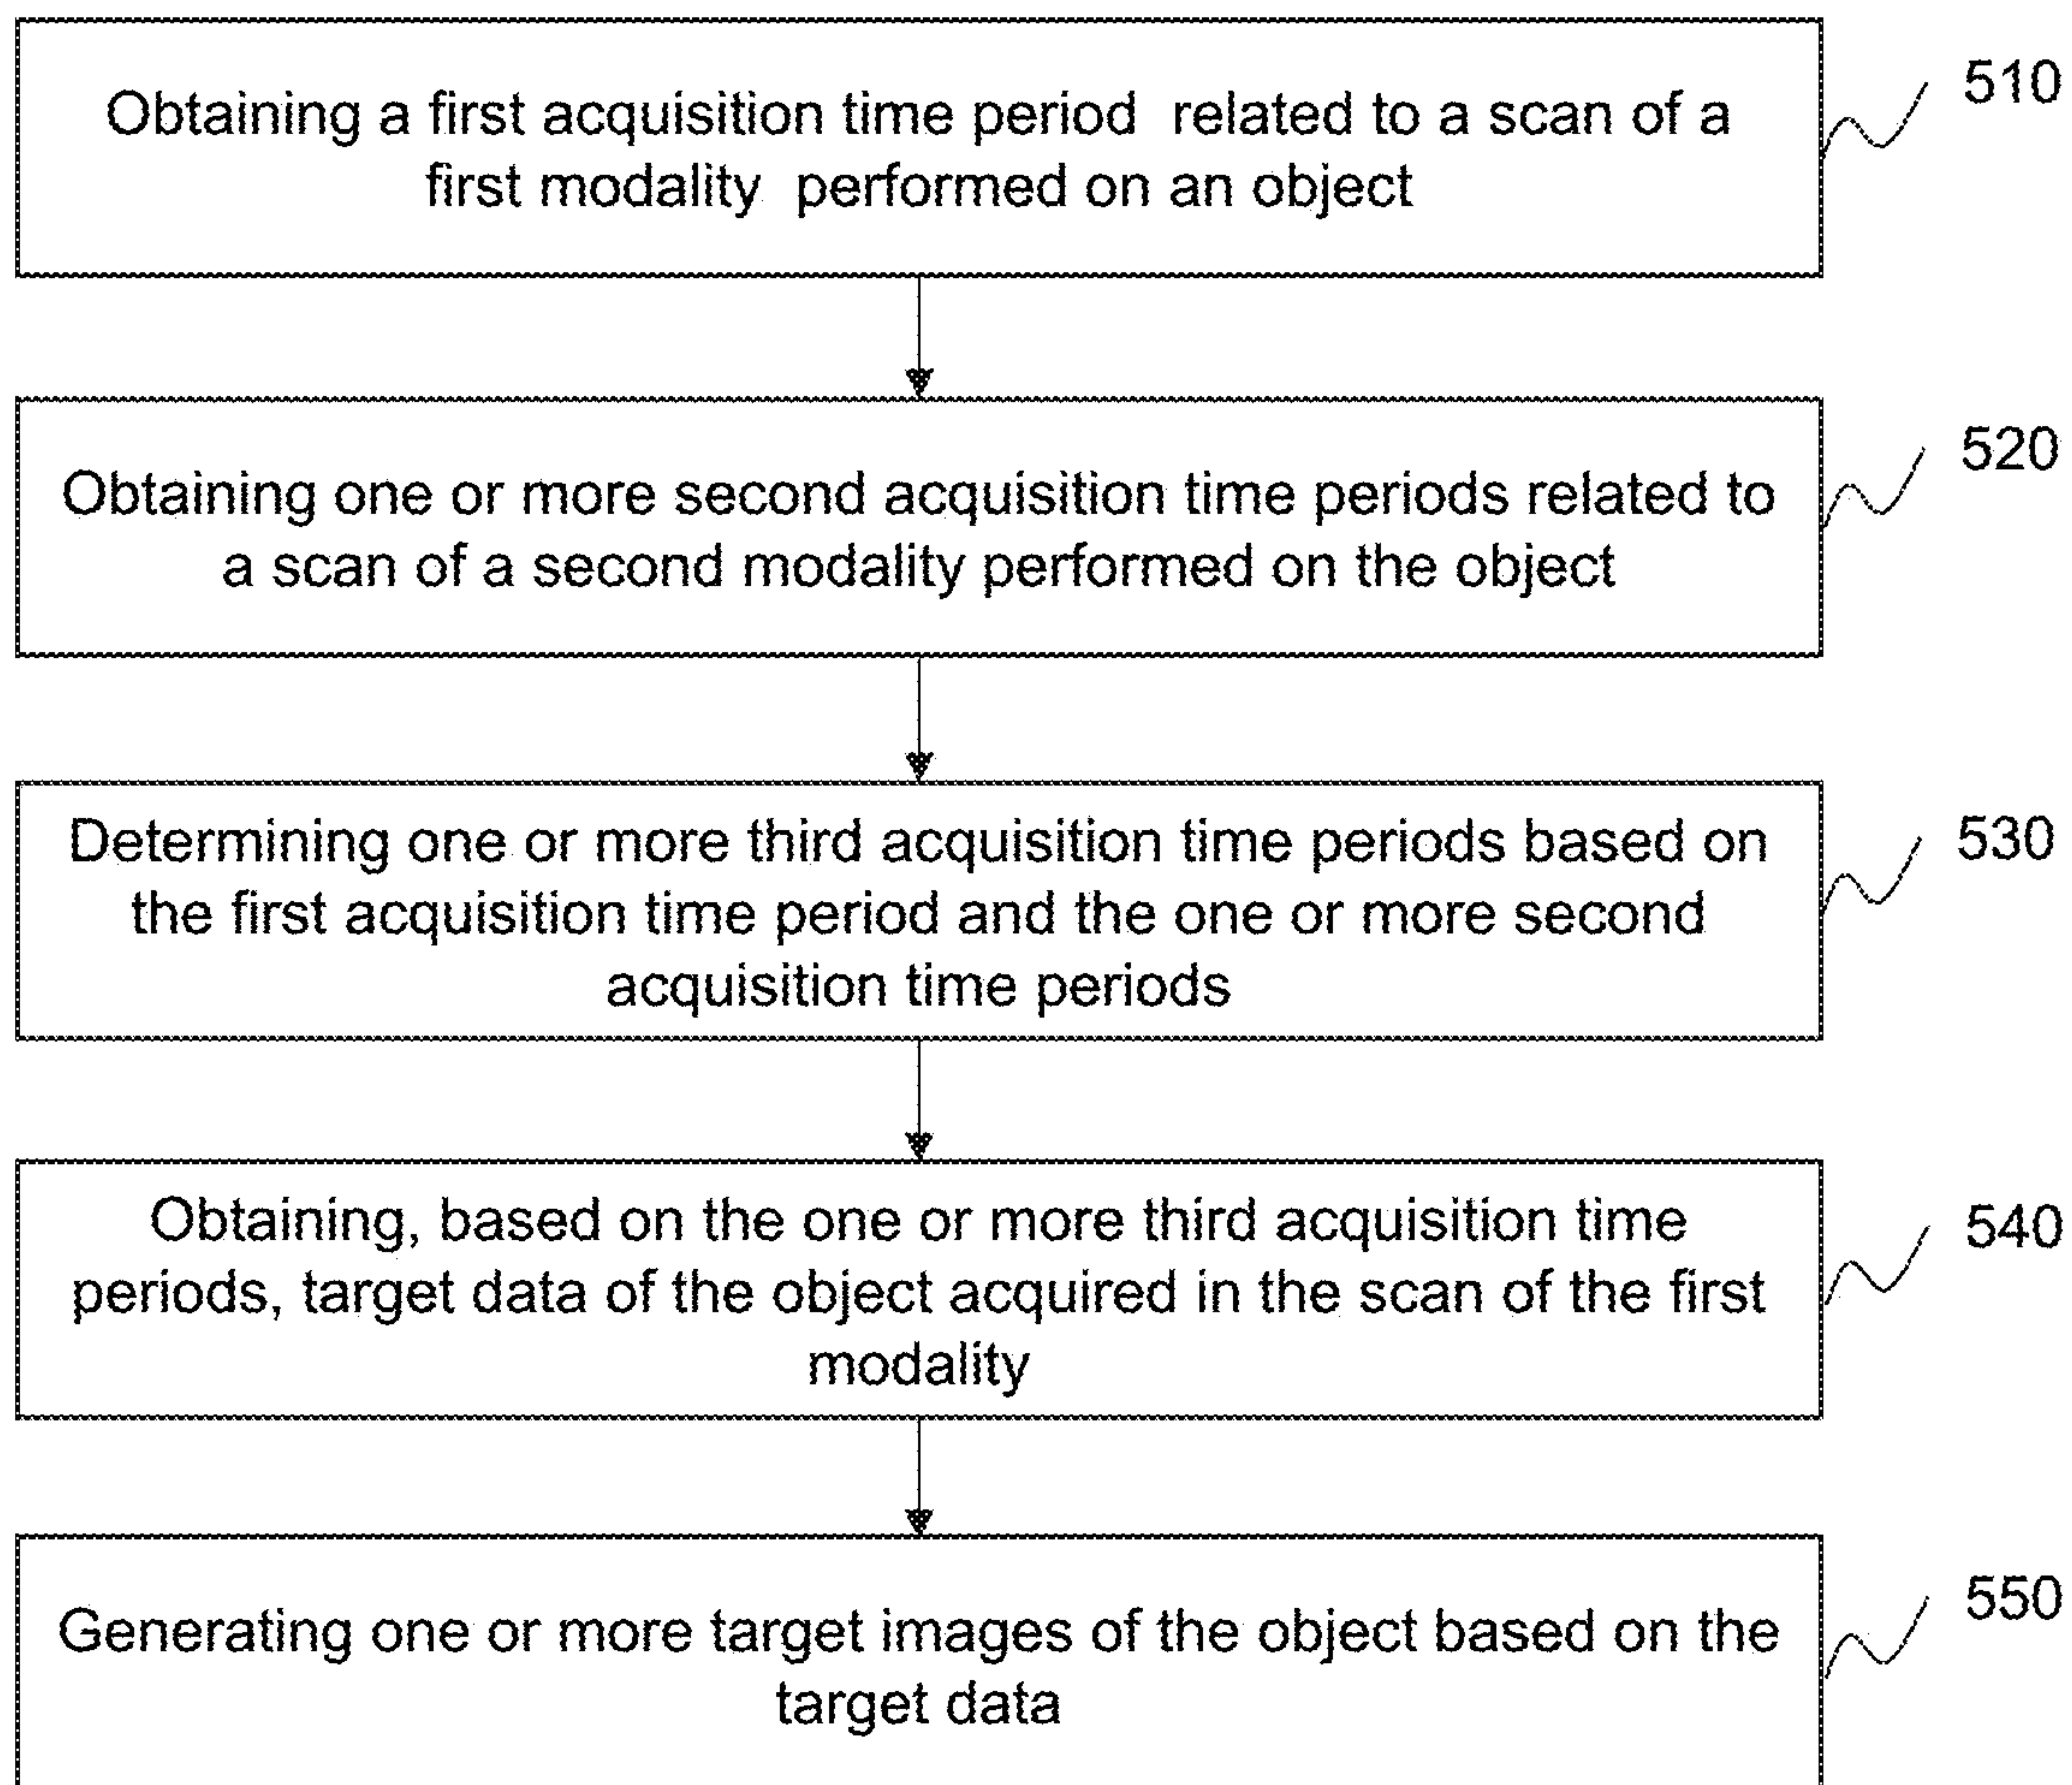 Obtaining a first acquisition time period related to a scan of a
first modality performed on an object
510
Obtaining one or more second acquisition time periods related to
a scan of a second modality performed on the object
520
Determining one or more third acquisition time periods based on
the first acquisition time period and the one or more second
acquisition time periods
530
Obtaining, based on the one or more third acquisition time
periods, target data of the object acquired in the scan of the first
modality
540
Generating one or more target images of the object based on the
target data
550